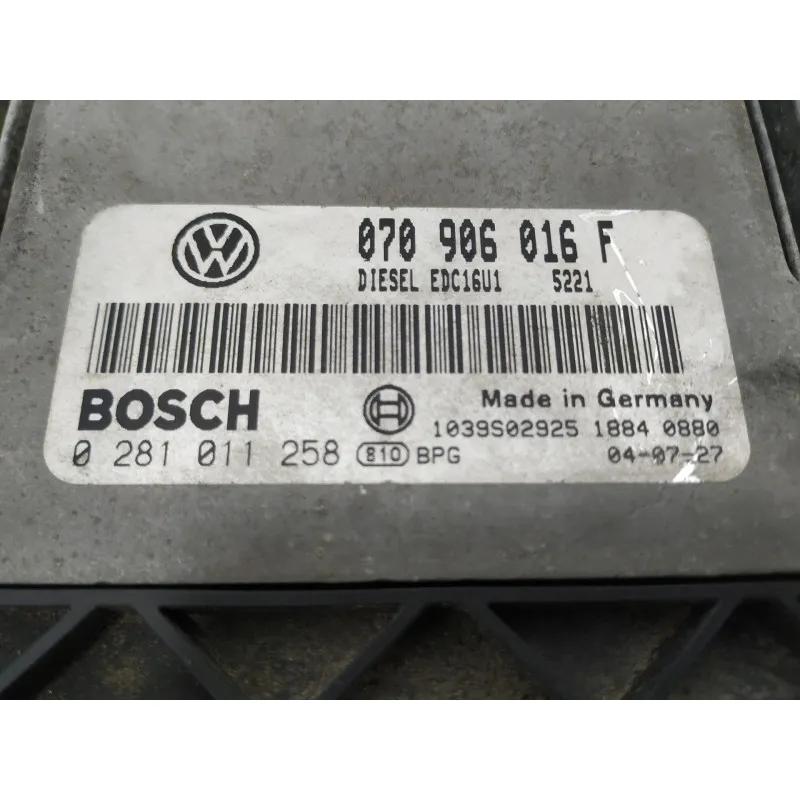 070 906 016 F
DIESEL EDC16U1 5221
BOSCH
Made in Germany
1039S02925 1884 0880
0 281 011 258 810 BPG 04-07-27